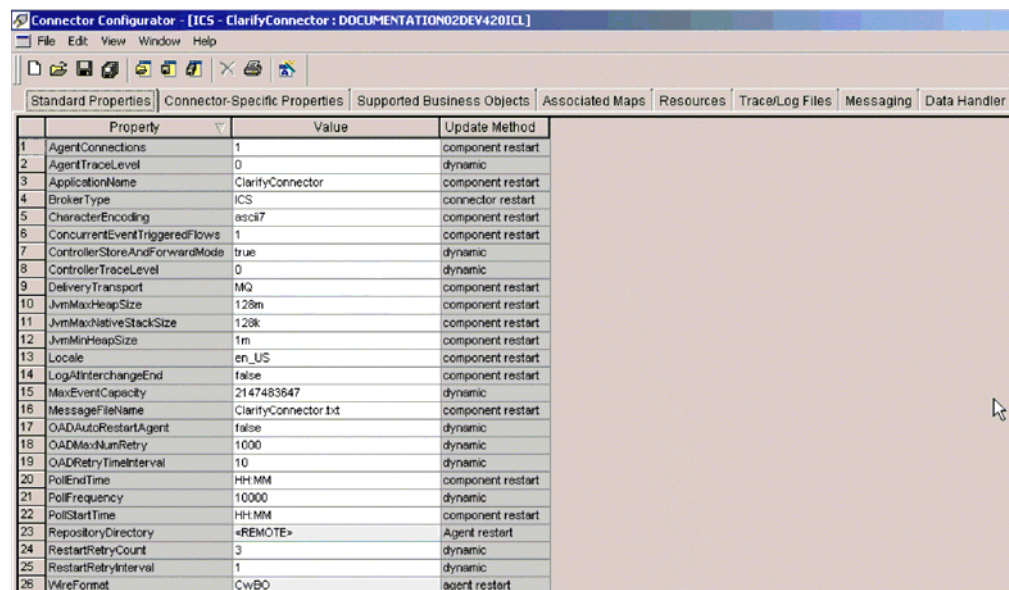 Connector Configurator - [ICS - ClarifyConnector : DOCUMENTATION02DEV420ICL]
File Edit View Window Help
Standard Properties Connector-Specific Properties Supported Business Objects Associated Maps Resources Trace/Log Files Messaging Data Handler
Property Value Update Method
1 AgentConnections 1 component restart
2 AgentTraceLevel 0 dynamic
3 ApplicationName ClarifyConnector component restart
4 BrokerType ICS connector restart
5 CharacterEncoding ascii7 component restart
6 ConcurrentEventTriggeredFlows 1 component restart
7 ControllerStoreAndForwardMode true dynamic
8 ControllerTraceLevel 0 dynamic
9 DeliveryTransport MQ component restart
10 JvmMaxHeapSize 128m component restart
11 JvmMaxNativeStackSize 128k component restart
12 JvmMinHeapSize 1m component restart
13 Locale en_US component restart
14 LogAtInterchangeEnd false component restart
15 MaxEventCapacity 2147483647 dynamic
16 MessageFileName ClarifyConnector.txt component restart
17 OADAutoRestartAgent false dynamic
18 OADMaxNumRetry 1000 dynamic
19 OADRetryTimeInterval 10 dynamic
20 PollEndTime HH:MM component restart
21 PollFrequency 10000 dynamic
22 PollStartTime HH:MM component restart
23 RepositoryDirectory <REMOTE> Agent restart
24 RestartRetryCount 3 dynamic
25 RestartRetryInterval 1 dynamic
26 WireFormat CwBO agent restart